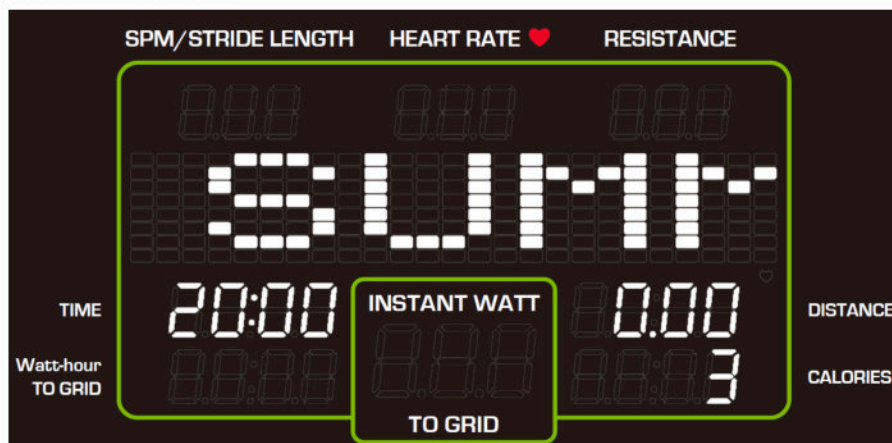 SPM/STRIDE LENGTH HEART RATE RESISTANCE
SUMM
TIME 20:00 INSTANT WATT 0.00 DISTANCE
Watt-hour
TO GRID 3 CALORIES
TO GRID